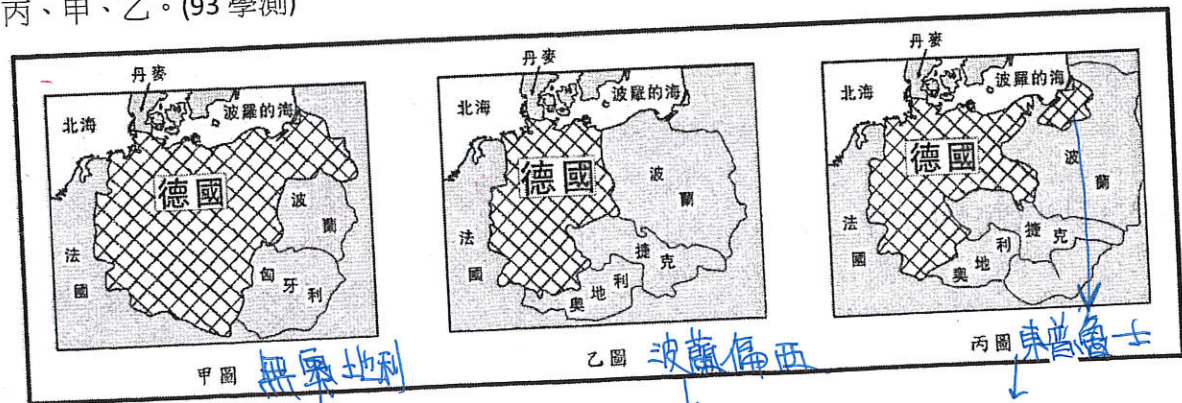 丙、甲、乙。(93 學測)
丹麥
北海
波羅的海
德國
波蘭
法國
匈牙利
甲圖
無奧地利
丹麥
北海
波羅的海
德國
波蘭
法國
捷克
奧地利
乙圖
波蘭偏西
丹麥
北海
波羅的海
德國
波蘭
法國
捷克
奧地利
丙圖
東普魯士